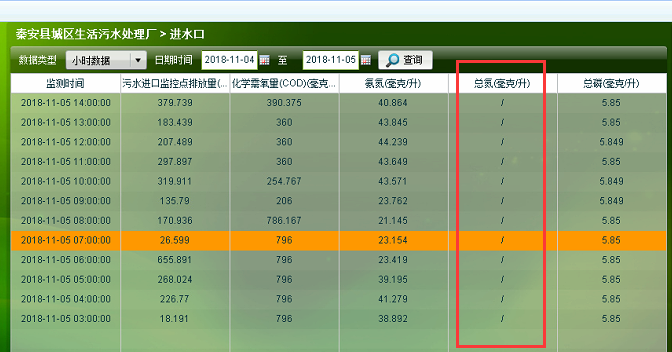 秦安县城区生活污水处理厂 > 进水口
数据类型 小时数据 日期时间 2018-11-04 至 2018-11-05 查询
监测时间 污水进口监控点排放量(... 化学需氧量(COD)(毫克... 氨氮(毫克/升) 总氮(毫克/升) 总磷(毫克/升)
2018-11-05 14:00:00 379.739 390.375 40.864 / 5.85
2018-11-05 13:00:00 183.439 360 43.845 / 5.85
2018-11-05 12:00:00 207.489 360 44.239 / 5.849
2018-11-05 11:00:00 297.897 360 43.649 / 5.85
2018-11-05 10:00:00 319.911 254.767 43.571 / 5.849
2018-11-05 09:00:00 135.79 206 23.762 / 5.849
2018-11-05 08:00:00 170.936 786.167 21.145 / 5.85
2018-11-05 07:00:00 26.599 796 23.154 / 5.85
2018-11-05 06:00:00 655.891 796 23.419 / 5.85
2018-11-05 05:00:00 268.024 796 39.195 / 5.85
2018-11-05 04:00:00 226.77 796 41.279 / 5.85
2018-11-05 03:00:00 18.191 796 38.892 / 5.85